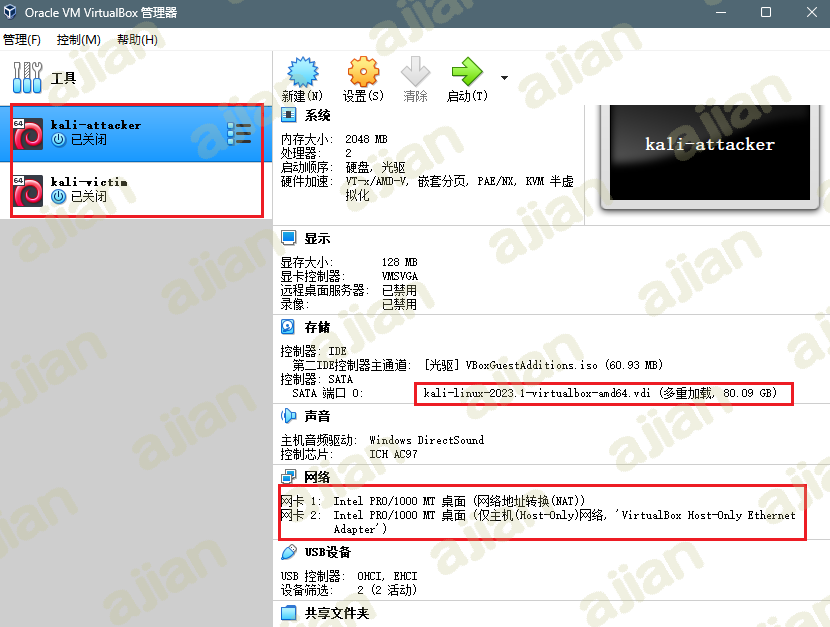 Oracle VM VirtualBox 管理器
管理(F) 控制(M) 帮助(H)
工具
新建(N) 设置(S) 清除 启动(T)
64 kali-attacker
已关闭
64 kali-victim
已关闭
系统
内存大小: 2048 MB
处理器: 2
启动顺序: 硬盘, 光驱
硬件加速: VT-x/AMD-V, 嵌套分页, PAE/NX, KVM 半虚
拟化
kali-attacker
显示
显存大小: 128 MB
显卡控制器: VMSVGA
远程桌面服务器: 已禁用
录像: 已禁用
存储
控制器: IDE
第二IDE控制器主通道: [光驱] VBoxGuestAdditions.iso (60.93 MB)
控制器: SATA
SATA 端口 0: kali-linux-2023.1-virtualbox-amd64.vdi (多重加载, 80.09 GB)
声音
主机音频驱动: Windows DirectSound
控制芯片: ICH AC97
网络
网卡 1: Intel PRO/1000 MT 桌面 (网络地址转换(NAT))
网卡 2: Intel PRO/1000 MT 桌面 (仅主机(Host-Only)网络, 'VirtualBox Host-Only Ethernet
Adapter')
USB设备
USB 控制器: OHCI, EHCI
设备筛选: 2 (2 活动)
共享文件夹
ajian